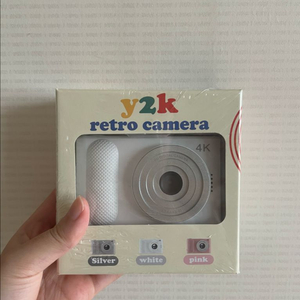 y2k
retro camera
4K
Silver
white
pink